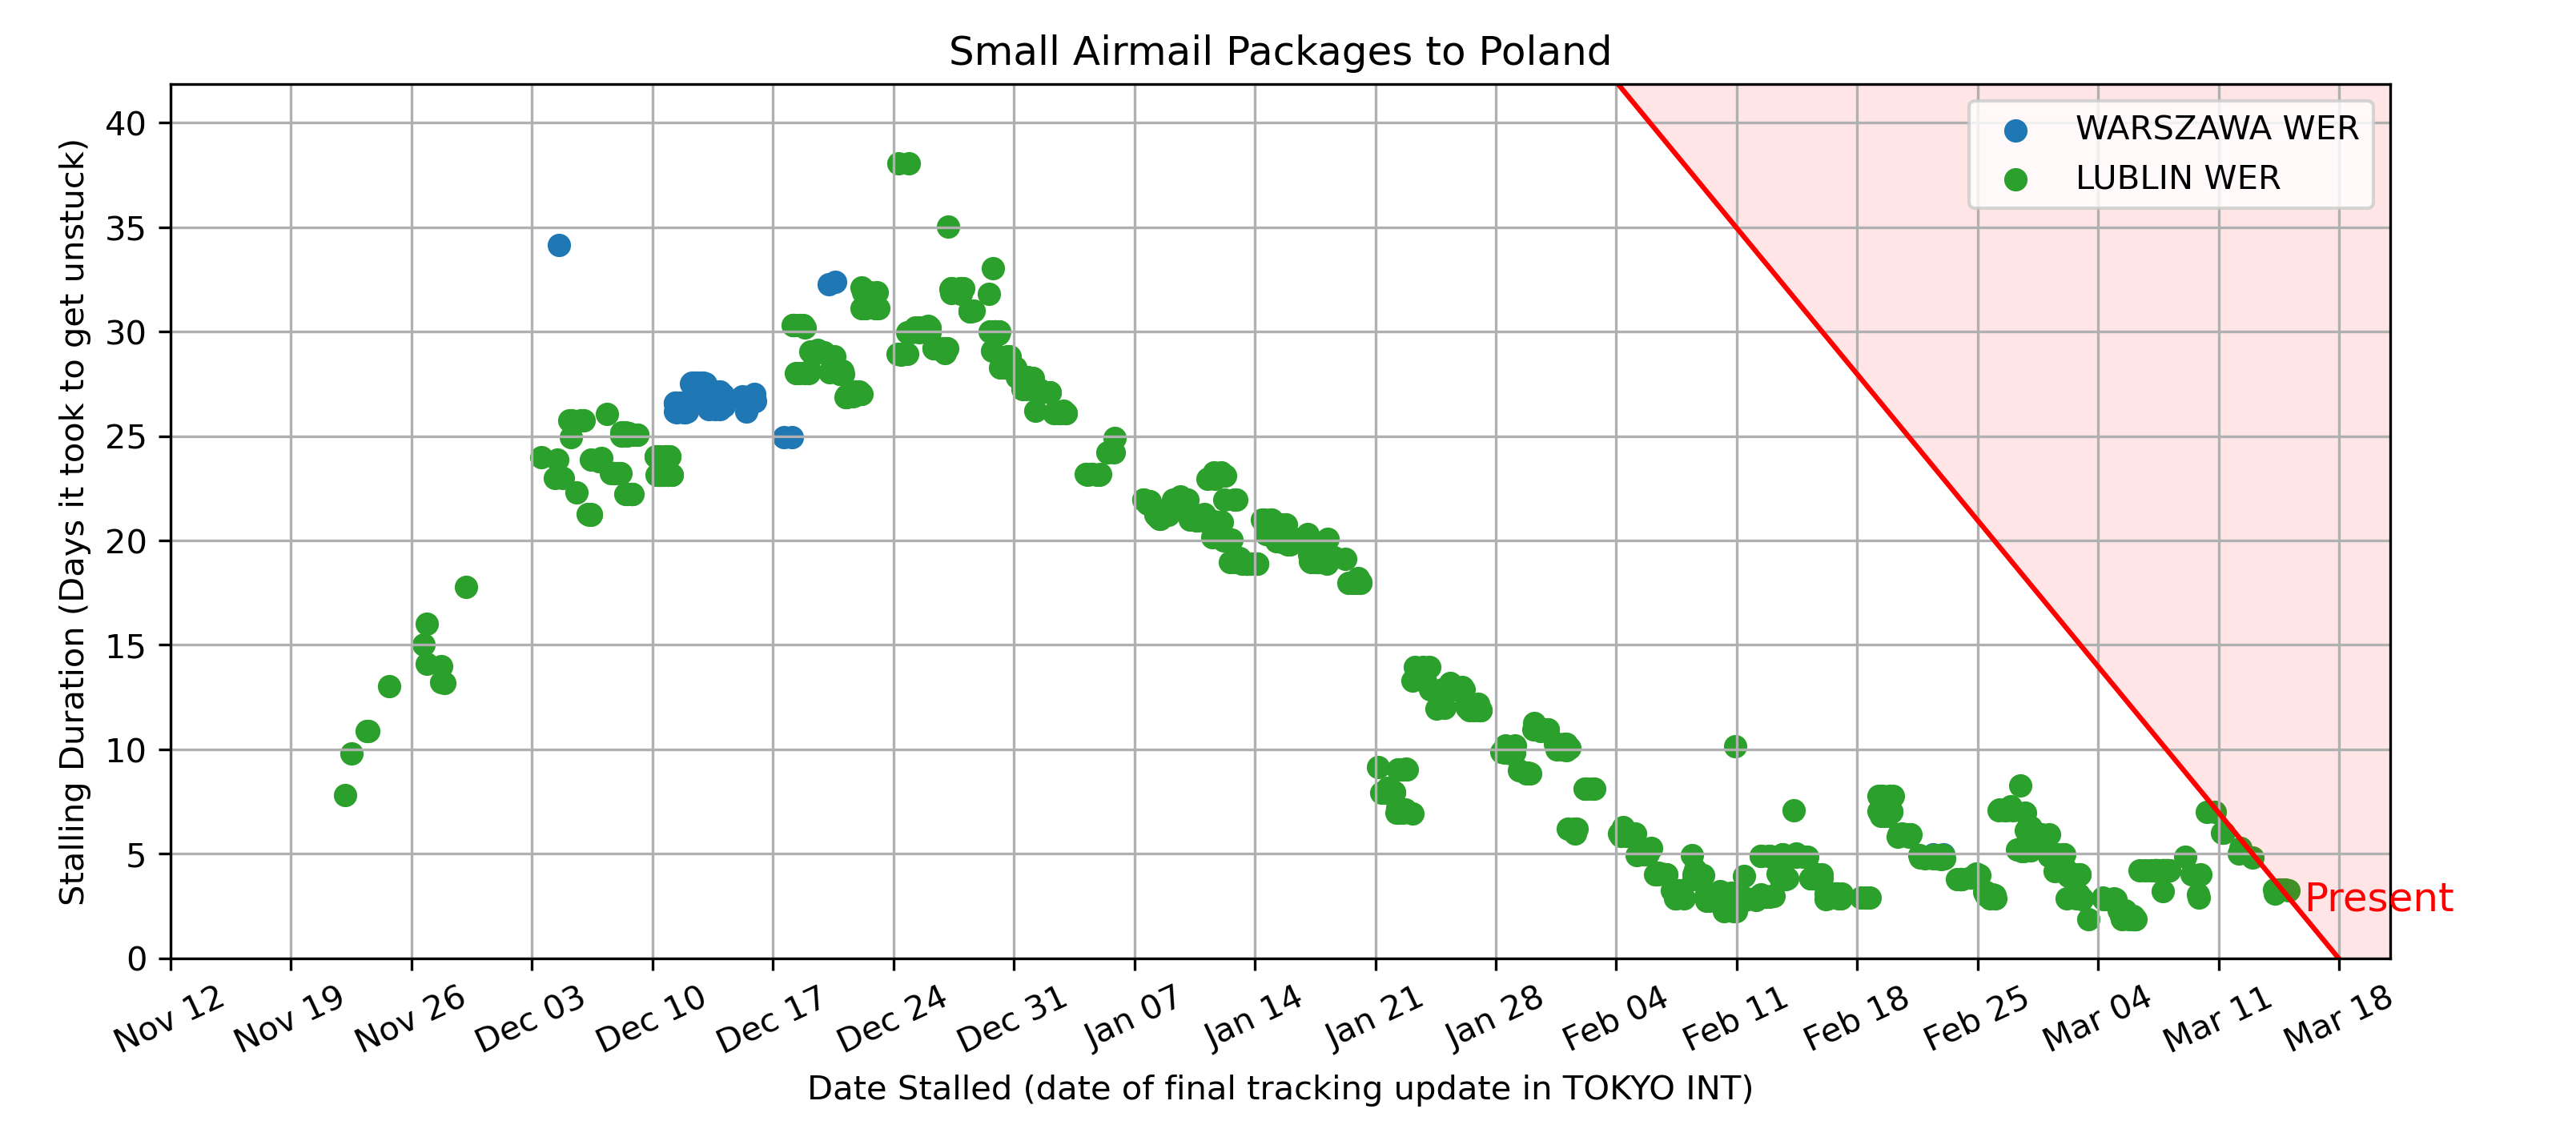 Small Airmail Packages to Poland
Stalling Duration (Days it took to get unstuck)
40
35
30
25
20
15
10
5
0
WARSZAWA WER
LUBLIN WER
Present
Nov 12
Nov 19
Nov 26
Dec 03
Dec 10
Dec 17
Dec 24
Dec 31
Jan 07
Jan 14
Jan 21
Jan 28
Feb 04
Feb 11
Feb 18
Feb 25
Mar 04
Mar 11
Mar 18
Date Stalled (date of final tracking update in TOKYO INT)